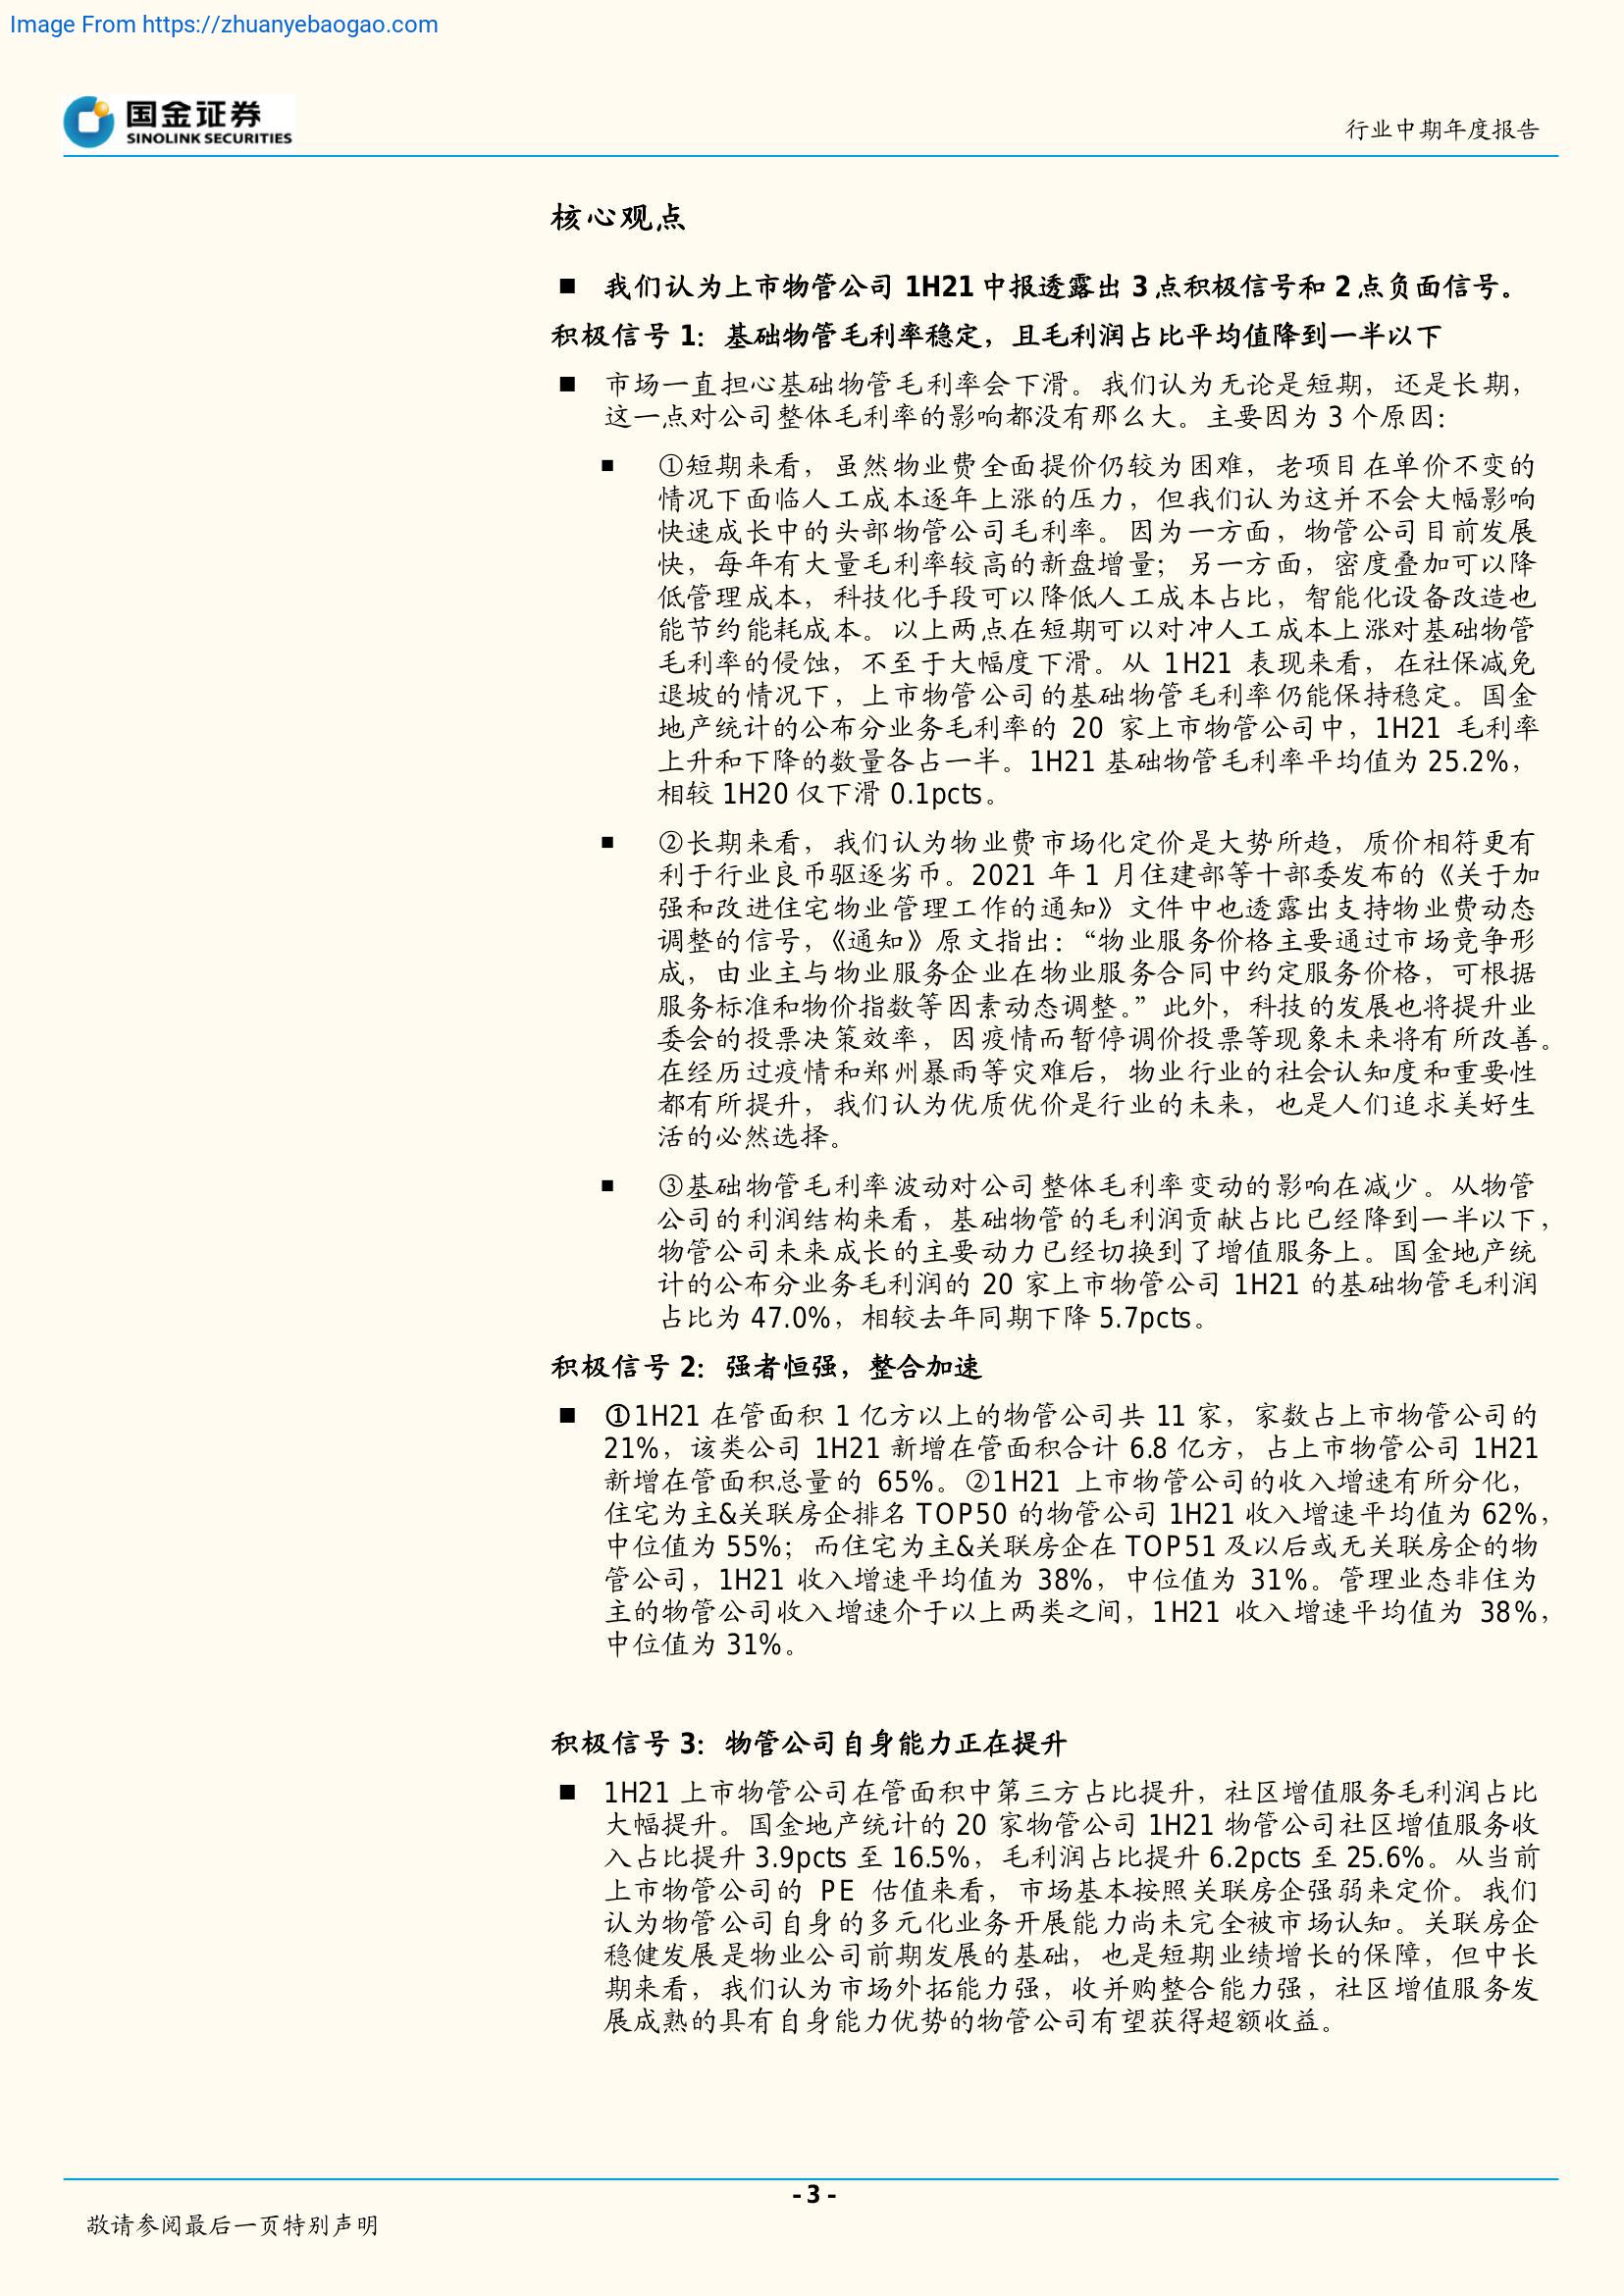 Image From https://zhuanyebaogao.com
国金证券
SINOLINK SECURITIES
行业中期年度报告
核心观点
■ 我们认为上市物管公司 1H21 中报透露出 3 点积极信号和 2 点负面信号。
积极信号 1：基础物管毛利率稳定，且毛利润占比平均值降到一半以下
■ 市场一直担心基础物管毛利率会下滑。我们认为无论是短期，还是长期，
这一点对公司整体毛利率的影响都没有那么大。主要因为 3 个原因：
■ ①短期来看，虽然物业费全面提价仍较为困难，老项目在单价不变的
情况下面临人工成本逐年上涨的压力，但我们认为这并不会大幅影响
快速成长中的头部物管公司毛利率。因为一方面，物管公司目前发展
快，每年有大量毛利率较高的新盘增量；另一方面，密度叠加可以降
低管理成本，科技化手段可以降低人工成本占比，智能化设备改造也
能节约能耗成本。以上两点在短期可以对冲人工成本上涨对基础物管
毛利率的侵蚀，不至于大幅度下滑。从 1H21 表现来看，在社保减免
退坡的情况下，上市物管公司的基础物管毛利率仍能保持稳定。国金
地产统计的公布分业务毛利率的 20 家上市物管公司中，1H21 毛利率
上升和下降的数量各占一半。1H21 基础物管毛利率平均值为 25.2%，
相较 1H20 仅下滑 0.1pcts。
■ ②长期来看，我们认为物业费市场化定价是大势所趋，质价相符更有
利于行业良币驱逐劣币。2021 年 1 月住建部等十部委发布的《关于加
强和改进住宅物业管理工作的通知》文件中也透露出支持物业费动态
调整的信号，《通知》原文指出：“物业服务价格主要通过市场竞争形
成，由业主与物业服务企业在物业服务合同中约定服务价格，可根据
服务标准和物价指数等因素动态调整。”此外，科技的发展也将提升业
委会的投票决策效率，因疫情而暂停调价投票等现象未来将有所改善。
在经历过疫情和郑州暴雨等灾难后，物业行业的社会认知度和重要性
都有所提升，我们认为优质优价是行业的未来，也是人们追求美好生
活的必然选择。
■ ③基础物管毛利率波动对公司整体毛利率变动的影响在减少。从物管
公司的利润结构来看，基础物管的毛利润贡献占比已经降到一半以下，
物管公司未来成长的主要动力已经切换到了增值服务上。国金地产统
计的公布分业务毛利润的 20 家上市物管公司 1H21 的基础物管毛利润
占比为 47.0%，相较去年同期下降 5.7pcts。
积极信号 2：强者恒强，整合加速
■ ①1H21 在管面积 1 亿方以上的物管公司共 11 家，家数占上市物管公司的
21%，该类公司 1H21 新增在管面积合计 6.8 亿方，占上市物管公司 1H21
新增在管面积总量的 65%。②1H21 上市物管公司的收入增速有所分化，
住宅为主&关联房企排名 TOP50 的物管公司 1H21 收入增速平均值为 62%，
中位值为 55%；而住宅为主&关联房企在 TOP51 及以后或无关联房企的物
管公司，1H21 收入增速平均值为 38%，中位值为 31%。管理业态非住为
主的物管公司收入增速介于以上两类之间，1H21 收入增速平均值为 38%，
中位值为 31%。
积极信号 3：物管公司自身能力正在提升
■ 1H21 上市物管公司在管面积中第三方占比提升，社区增值服务毛利润占比
大幅提升。国金地产统计的 20 家物管公司 1H21 物管公司社区增值服务收
入占比提升 3.9pcts 至 16.5%，毛利润占比提升 6.2pcts 至 25.6%。从当前
上市物管公司的 PE 估值来看，市场基本按照关联房企强弱来定价。我们
认为物管公司自身的多元化业务开展能力尚未完全被市场认知。关联房企
稳健发展是物业公司前期发展的基础，也是短期业绩增长的保障，但中长
期来看，我们认为市场外拓能力强，收并购整合能力强，社区增值服务发
展成熟的具有自身能力优势的物管公司有望获得超额收益。
- 3 -
敬请参阅最后一页特别声明